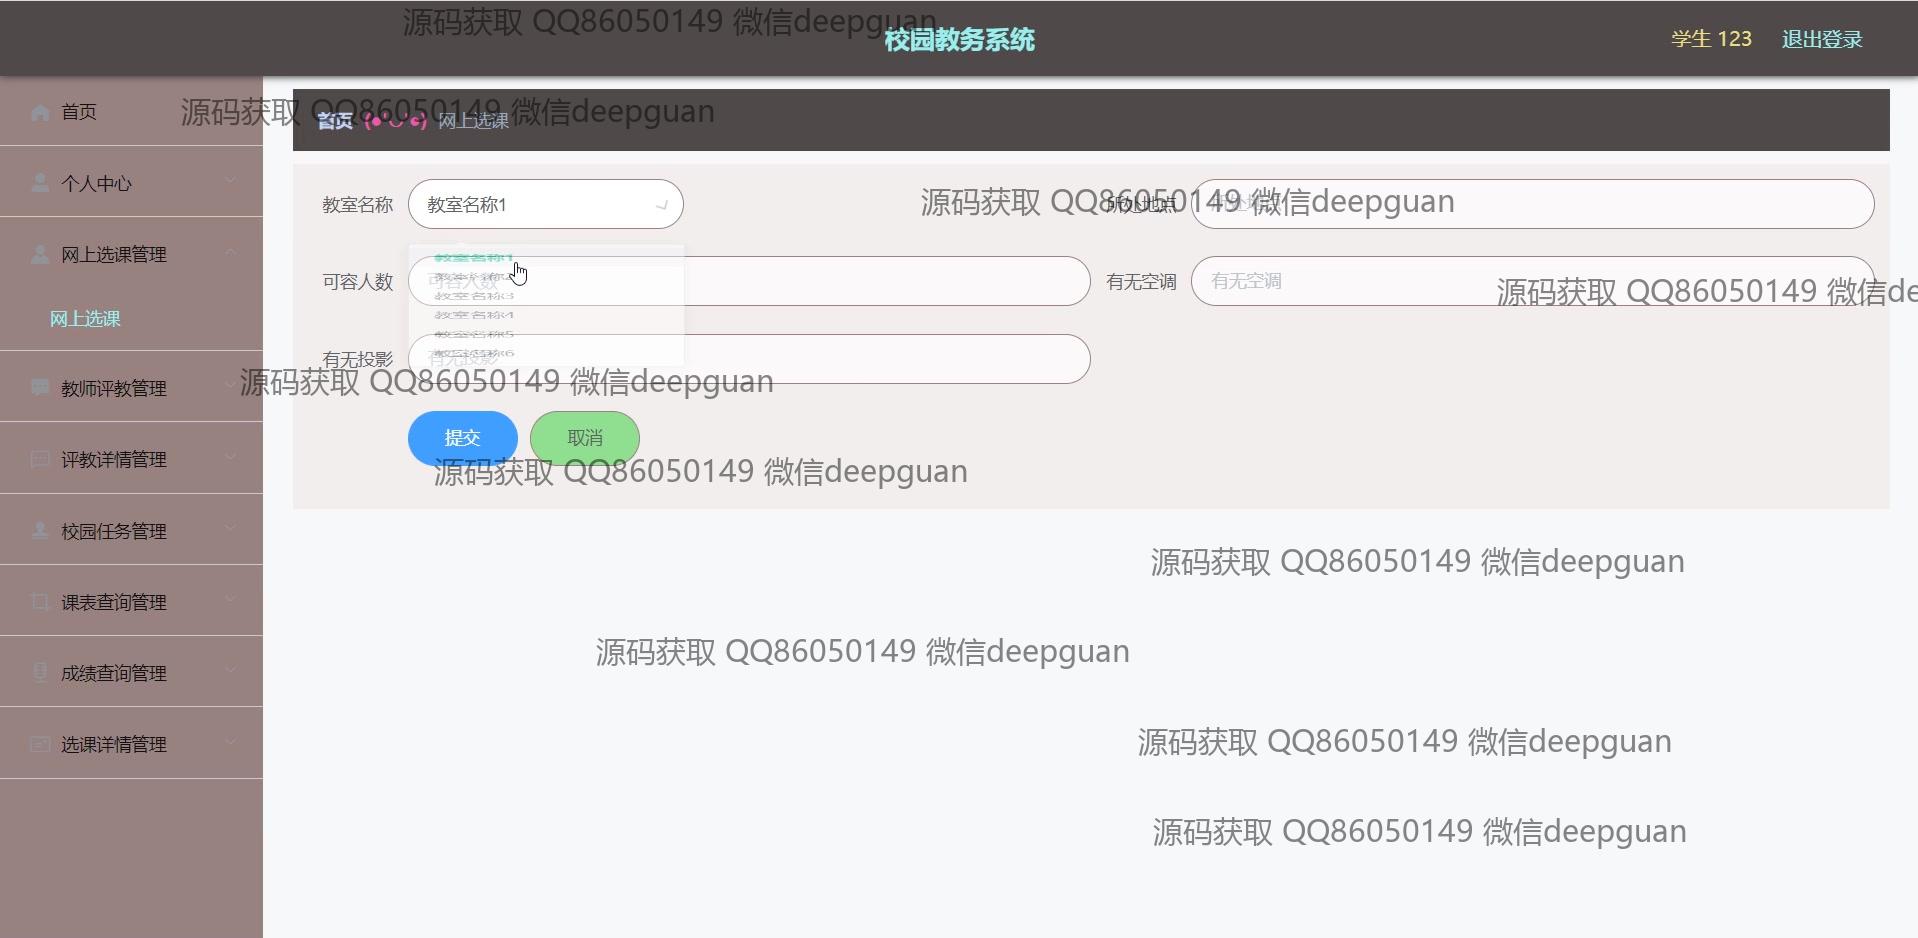 源码获取 QQ86050149 微信deepguan
校园教务系统
学生 123
退出登录
首页
源码获取 QQ86050149 微信deepguan
首页 (●'◡'●) 网上选课
个人中心
教室名称 教室名称1
源码获取 QQ86050149 微信deepguan
所处地点 所处地点
网上选课管理
教室名称1
教室名称2
教室名称3
教室名称4
教室名称5
教室名称6
可容人数 可容人数
有无空调 有无空调
源码获取 QQ86050149 微信de
网上选课
有无投影 有无投影
教师评教管理
源码获取 QQ86050149 微信deepguan
提交
取消
评教详情管理
源码获取 QQ86050149 微信deepguan
校园任务管理
源码获取 QQ86050149 微信deepguan
课表查询管理
源码获取 QQ86050149 微信deepguan
成绩查询管理
选课详情管理
源码获取 QQ86050149 微信deepguan
源码获取 QQ86050149 微信deepguan